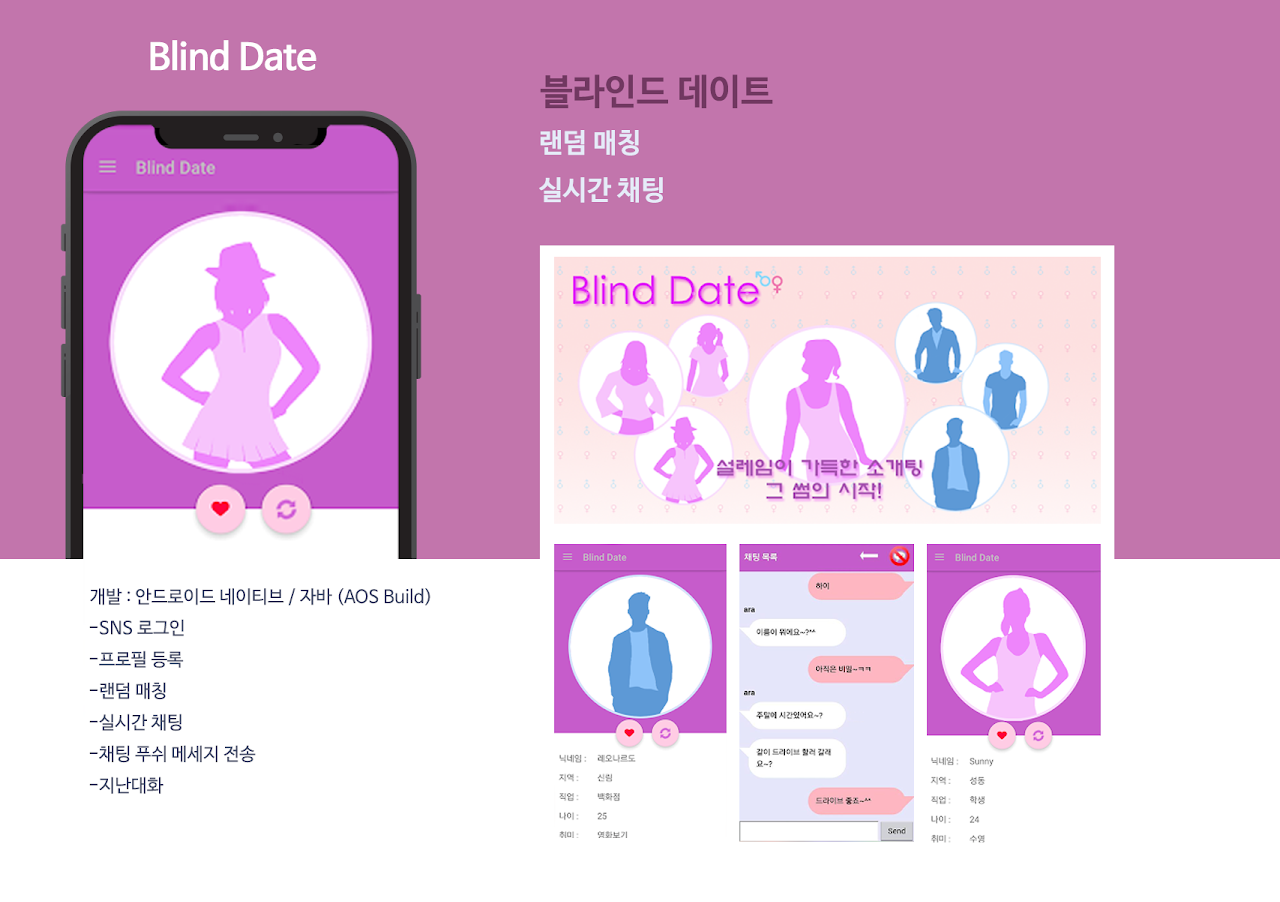 Blind Date
Blind Date
개발 : 안드로이드 네이티브 / 자바 (AOS Build)
-SNS 로그인
-프로필 등록
-랜덤 매칭
-실시간 채팅
-채팅 푸쉬 메세지 전송
-지난대화
블라인드 데이트
랜덤 매칭
실시간 채팅
Blind Date
설레임이 가득한 소개팅
그 썸의 시작!
Blind Date
닉네임 : 레오나르도
지역 : 신림
직업 : 백화점
나이 : 25
취미 : 영화보기
채팅 목록
하이
ara
이름이 뭐에요~?^^
아직은 비밀~ㅋㅋ
ara
주말에 시간있어요~?
같이 드라이브 할러 갈래
요~?
드라이브 좋죠~^^
Send
Blind Date
닉네임 : Sunny
지역 : 성동
직업 : 학생
나이 : 24
취미 : 수영